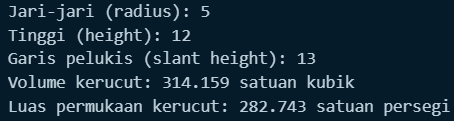 Jari-jari (radius): 5
Tinggi (height): 12
Garis pelukis (slant height): 13
Volume kerucut: 314.159 satuan kubik
Luas permukaan kerucut: 282.743 satuan persegi